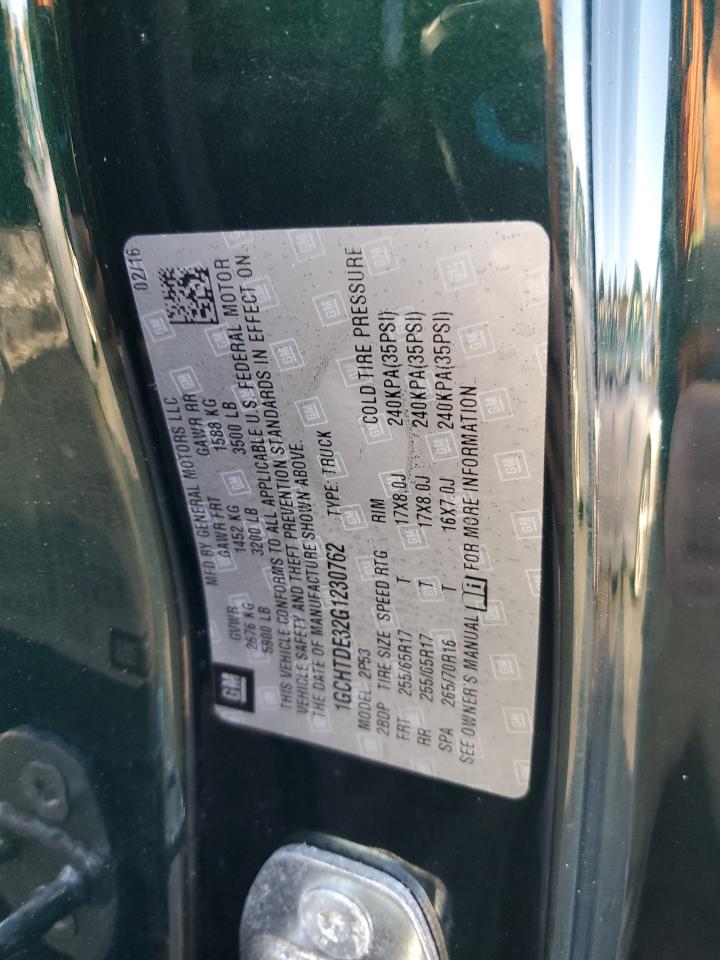 MFD BY GENERAL MOTORS LLC 02/16
GVWR GAWR FRT GAWR RR
2676 KG 1452 KG 1588 KG
5900 LB 3200 LB 3500 LB
THIS VEHICLE CONFORMS TO ALL APPLICABLE U.S. FEDERAL MOTOR
VEHICLE SAFETY AND THEFT PREVENTION STANDARDS IN EFFECT ON
THE DATE OF MANUFACTURE SHOWN ABOVE.
GM
1GCHTDE32G1230762 TYPE: TRUCK
MODEL: 2P53
2BDP TIRE SIZE SPEED RTG RIM COLD TIRE PRESSURE
FRT 255/65R17 T 17X8.0J 240KPA(35PSI)
RR 255/65R17 T 17X8.0J 240KPA(35PSI)
SPA 265/70R16 T 16X7.0J 240KPA(35PSI)
SEE OWNER'S MANUAL i FOR MORE INFORMATION.